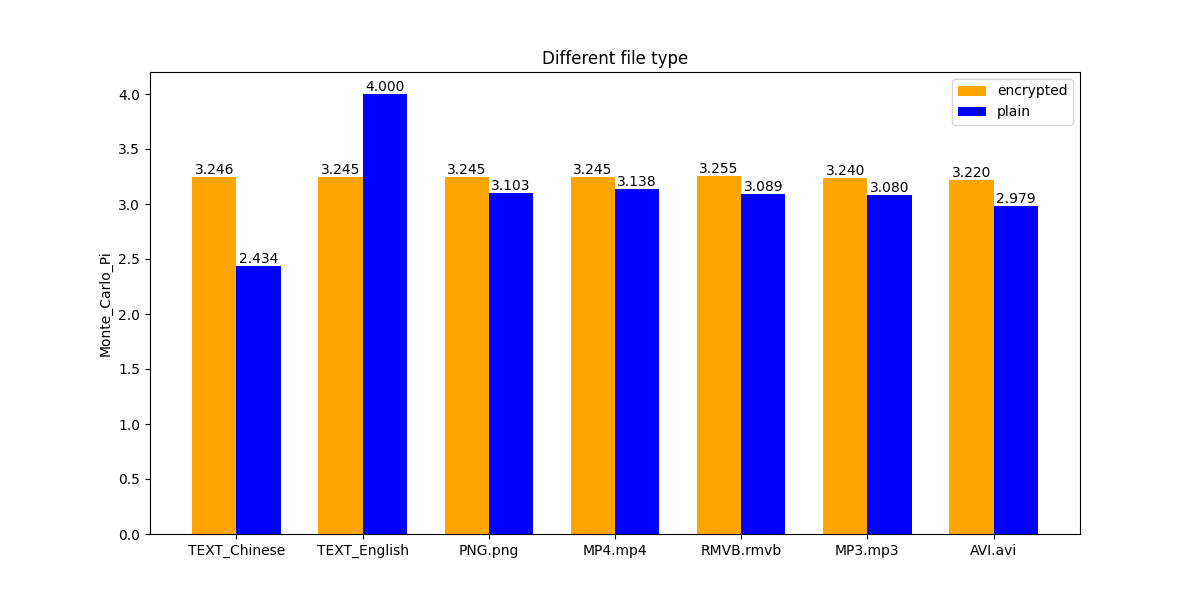 Different file type
Monte_Carlo_Pi
4.0
3.5
3.0
2.5
2.0
1.5
1.0
0.5
0.0
encrypted
plain
3.246
2.434
3.245
4.000
3.245
3.103
3.245
3.138
3.255
3.089
3.240
3.080
3.220
2.979
TEXT_Chinese
TEXT_English
PNG.png
MP4.mp4
RMVB.rmvb
MP3.mp3
AVI.avi